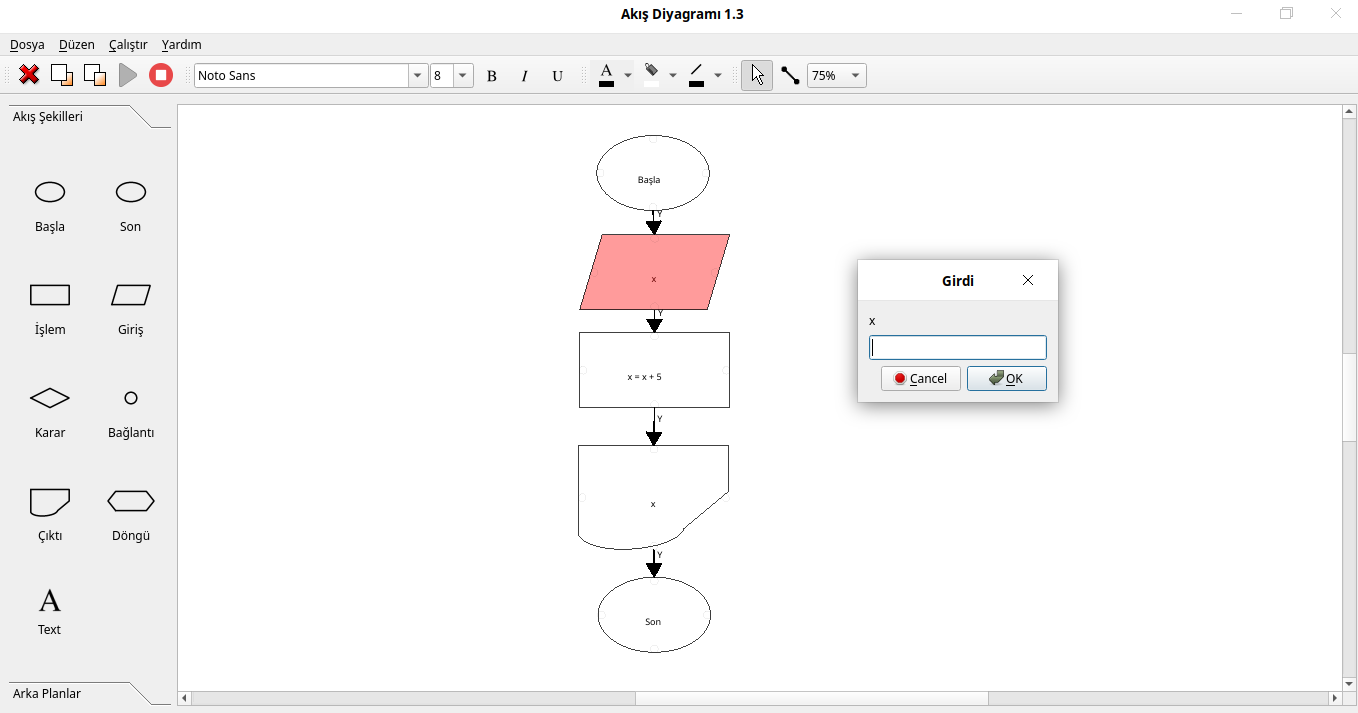 Akış Diyagramı 1.3
Dosya Düzen Çalıştır Yardım
Noto Sans 8 B I U A 75%
Akış Şekilleri
Başla Son
İşlem Giriş
Karar Bağlantı
Çıktı Döngü
A
Text
Arka Planlar
Başla
Y
x
Y
x = x + 5
Y
x
Y
Son
Girdi
x
Cancel OK